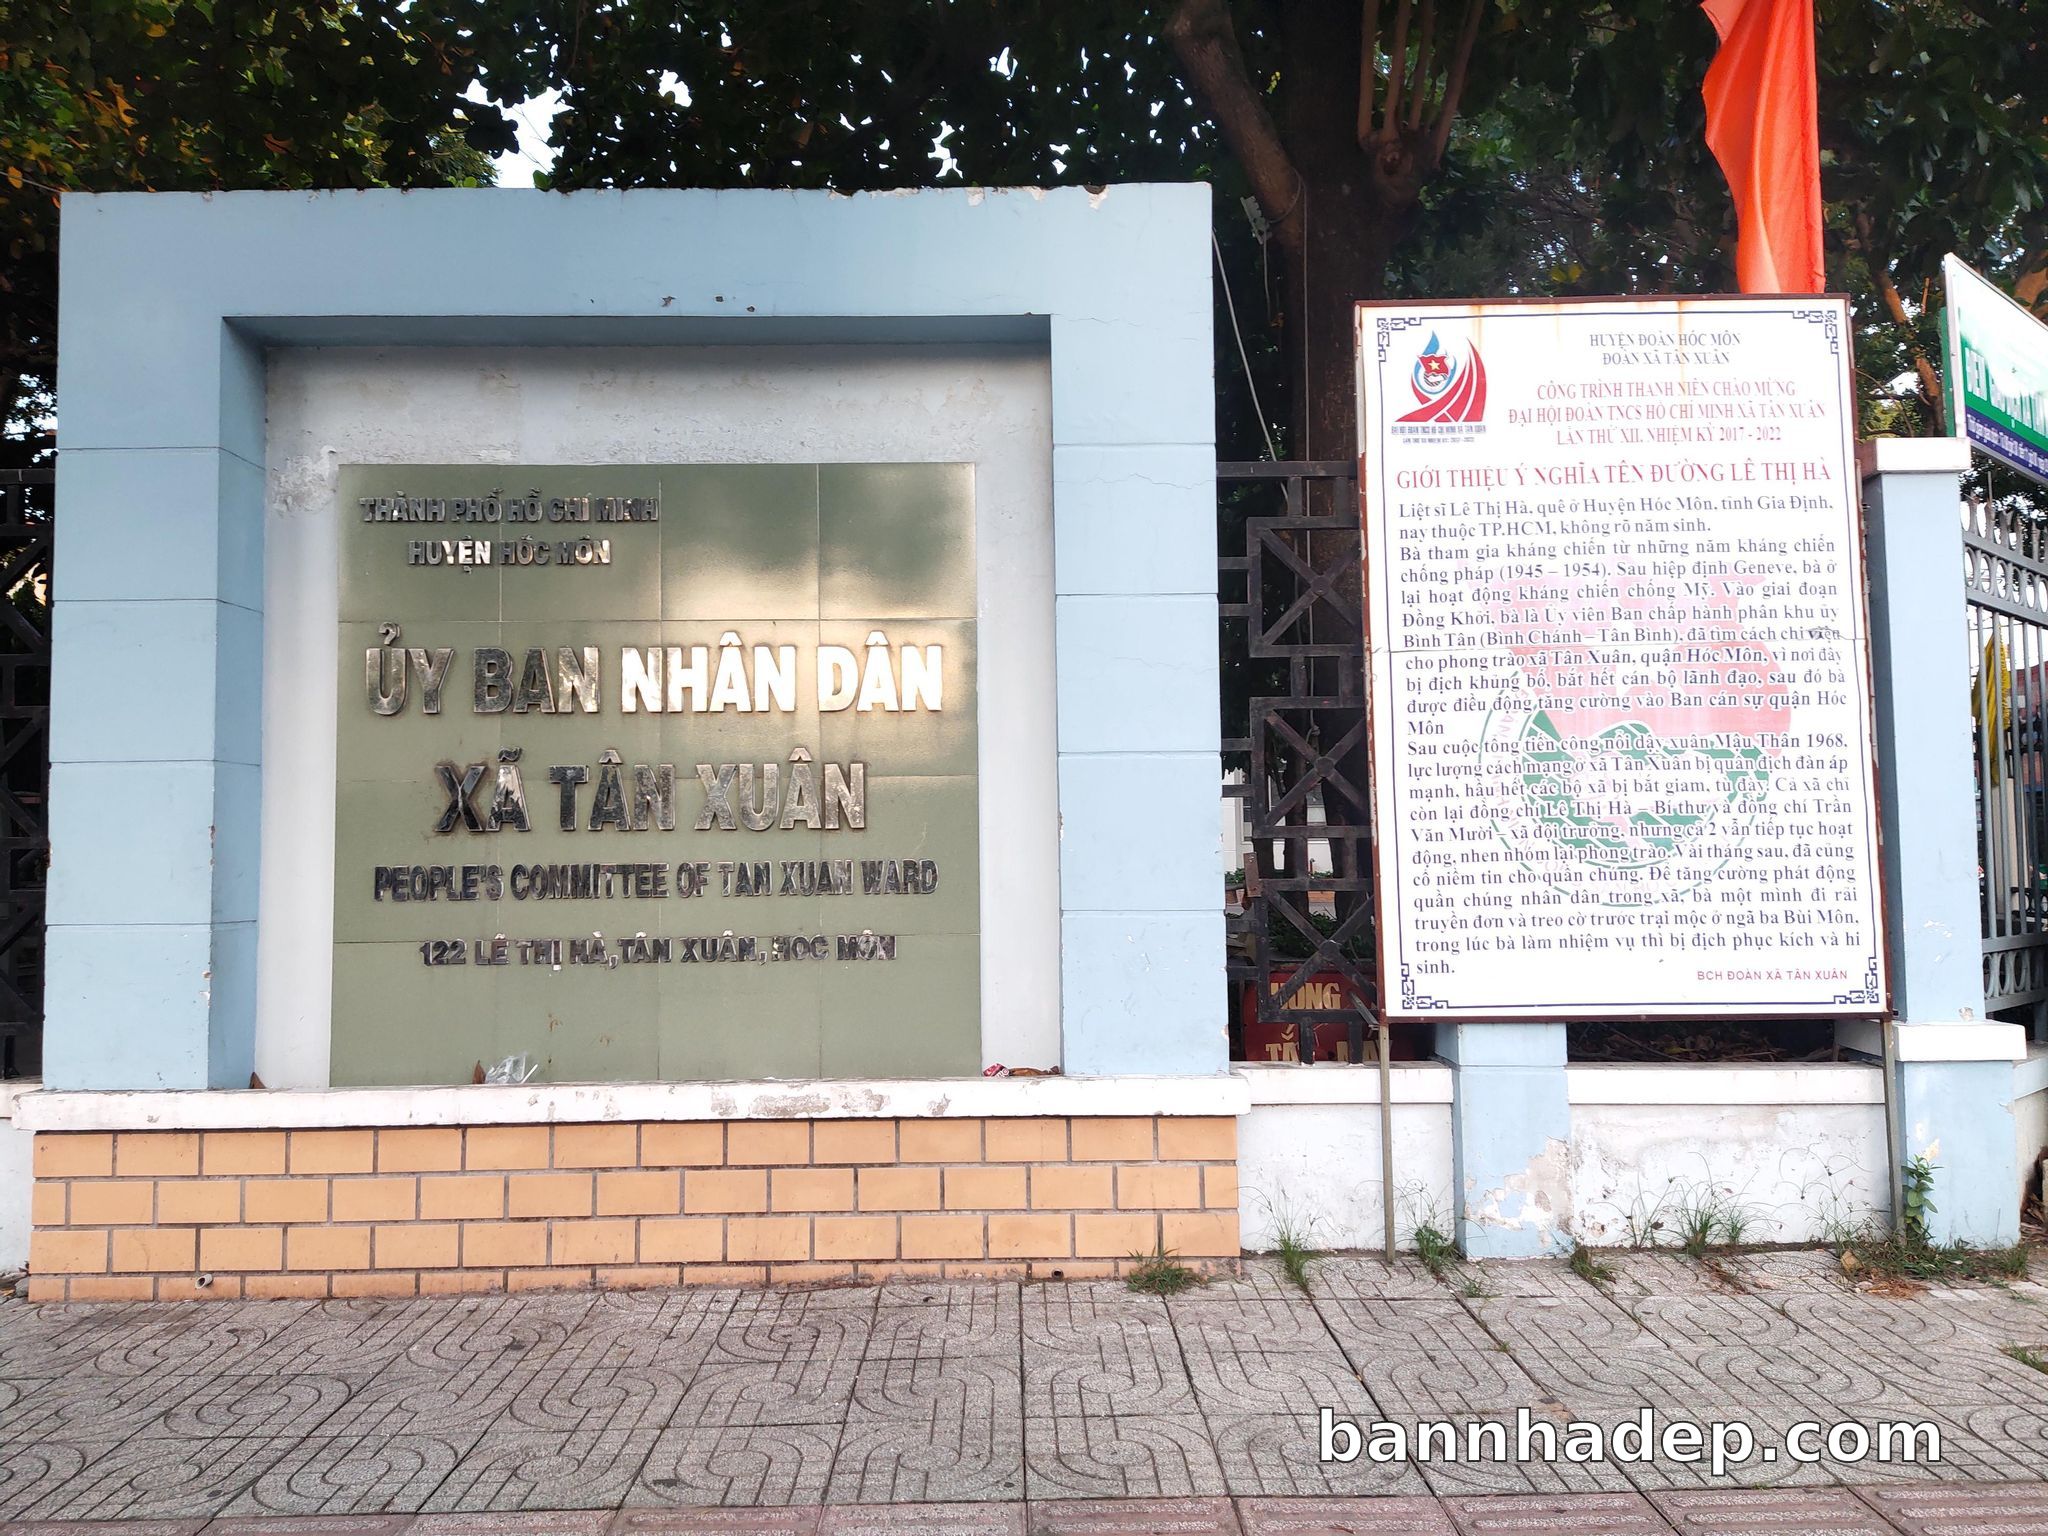 THÀNH PHỐ HỒ CHÍ MINH
HUYỆN HÓC MÔN
ỦY BAN NHÂN DÂN
XÃ TÂN XUÂN
PEOPLE'S COMMITTEE OF TAN XUAN WARD
122 LÊ THỊ HÀ, TÂN XUÂN, HOC MÔN
HUYỆN ĐOÀN HÓC MÔN
ĐOÀN XÃ TÂN XUÂN
CÔNG TRÌNH THANH NIÊN CHÀO MỪNG
ĐẠI HỘI ĐOÀN TNCS HỒ CHÍ MINH XÃ TÂN XUÂN
LẦN THỨ XII, NHIỆM KỲ 2017 - 2022
GIỚI THIỆU Ý NGHĨA TÊN ĐƯỜNG LÊ THỊ HÀ
Liệt sĩ Lê Thị Hà, quê ở Huyện Hóc Môn, tỉnh Gia Định,
nay thuộc TP.HCM, không rõ năm sinh.
Bà tham gia kháng chiến từ những năm kháng chiến
chống pháp (1945 – 1954). Sau hiệp định Geneve, bà ở
lại hoạt động kháng chiến chống Mỹ. Vào giai đoạn
Đồng Khởi, bà là Ủy viên Ban chấp hành phân khu ủy
Bình Tân (Bình Chánh – Tân Bình), đã tìm cách chi viện
cho phong trào xã Tân Xuân, quận Hóc Môn, vì nơi đây
bị địch khủng bố, bắt hết cán bộ lãnh đạo, sau đó bà
được điều động tăng cường vào Ban cán sự quận Hóc
Môn
Sau cuộc tổng tiến công nổi dậy xuân Mậu Thân 1968,
lực lượng cách mạng ở xã Tân Xuân bị quân địch đàn áp
mạnh, hầu hết các bộ xã bị bắt giam, tù đày. Cả xã chỉ
còn lại đồng chí Lê Thị Hà – Bí thư và đồng chí Trần
Văn Mười – xã đội trưởng, nhưng cả 2 vẫn tiếp tục hoạt
động, nhen nhóm lại phong trào. Vài tháng sau, đã củng
cố niềm tin cho quần chúng. Để tăng cường phát động
quần chúng nhân dân trong xã, bà một mình đi rải
truyền đơn và treo cờ trước trại mộc ở ngã ba Bùi Môn,
trong lúc bà làm nhiệm vụ thì bị địch phục kích và hi
sinh.
BCH ĐOÀN XÃ TÂN XUÂN
bannhadep.com